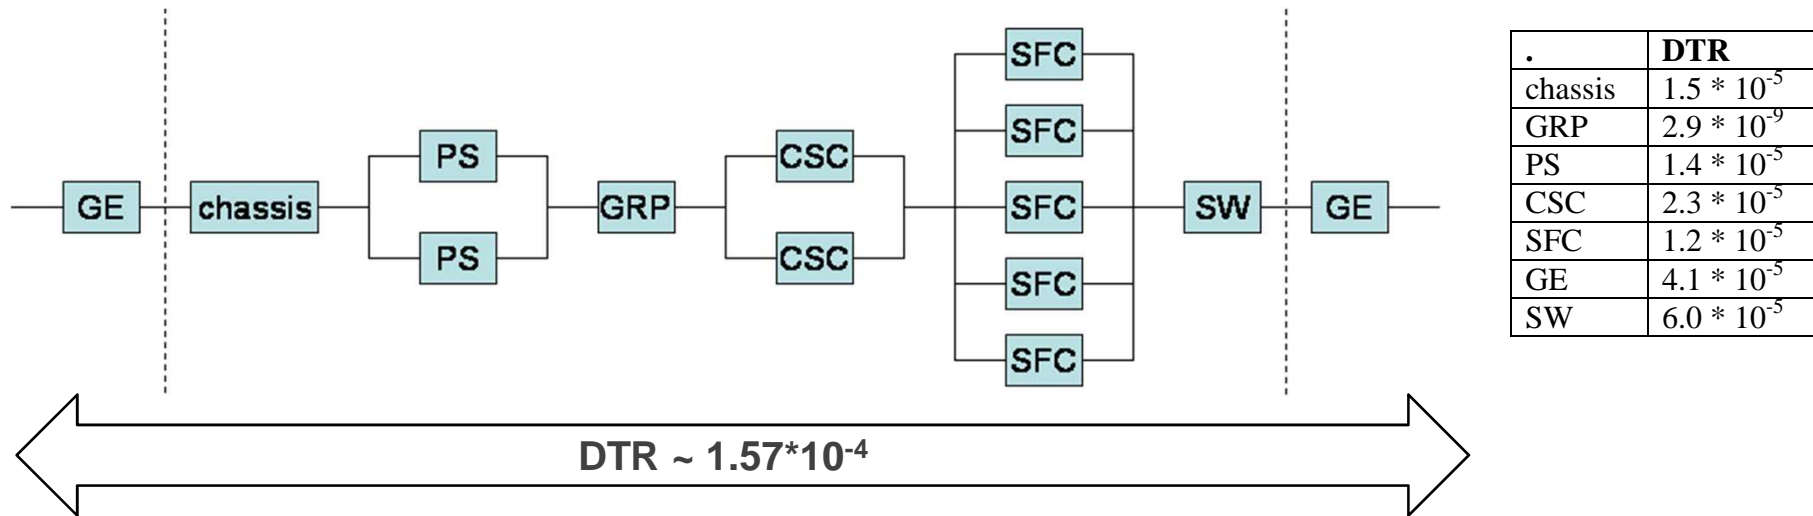 SFC
SFC
PS CSC
GE chassis GRP SFC SW GE
PS CSC
SFC
SFC
DTR ~ 1.57*10-4
. DTR
chassis 1.5 * 10-5
GRP 2.9 * 10-9
PS 1.4 * 10-5
CSC 2.3 * 10-5
SFC 1.2 * 10-5
GE 4.1 * 10-5
SW 6.0 * 10-5